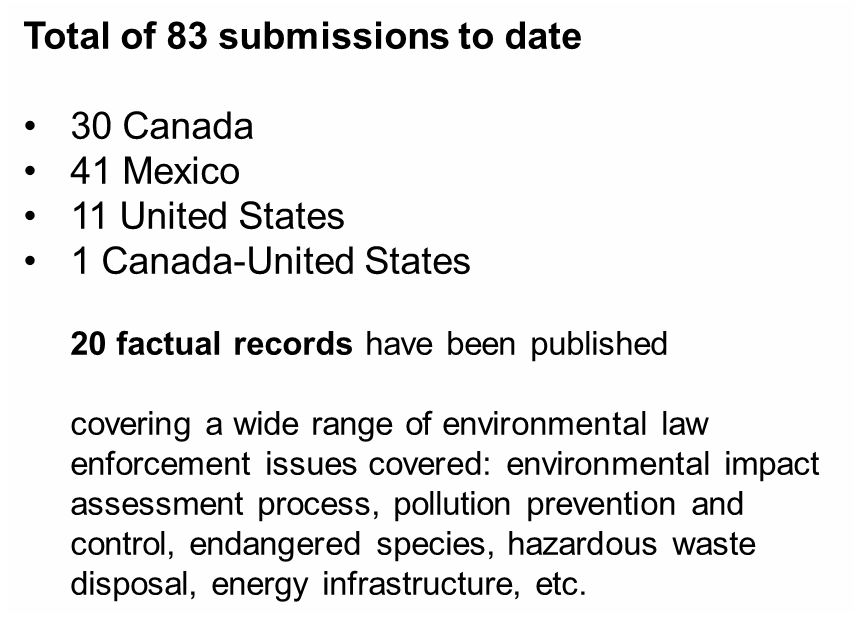 Total of 83 submissions to date
• 30 Canada
• 41 Mexico
• 11 United States
• 1 Canada-United States
20 factual records have been published
covering a wide range of environmental law
enforcement issues covered: environmental impact
assessment process, pollution prevention and
control, endangered species, hazardous waste
disposal, energy infrastructure, etc.